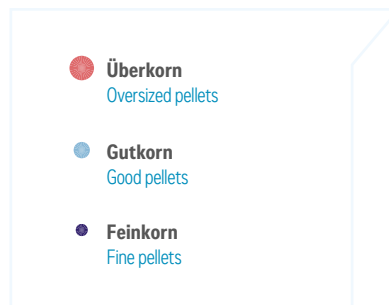 Überkorn
Oversized pellets
Gutkorn
Good pellets
Feinkorn
Fine pellets